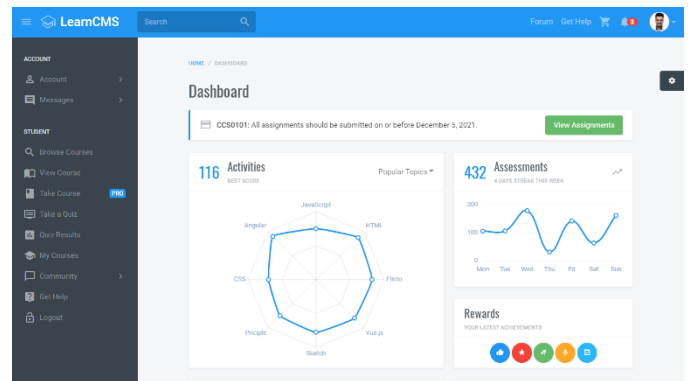 LearnCMS
Search
Forum Get Help
2
ACCOUNT
Account
Messages
STUDENT
Browse Courses
View Course
Take Course PRO
Take a Quiz
Quiz Results
My Courses
Community
Get Help
Logout
HOME / DASHBOARD
Dashboard
CCS0101: All assignments should be submitted on or before December 5, 2021.
View Assignments
116 Activities
BEST SCORE
Popular Topics
JavaScript
HTML
Flinto
Vue.js
Sketch
Priciple
CSS
Angular
432 Assessments
4 DAYS STREAK THIS WEEK
200
100
0
Mon Tue Wed Thu Fri Sat Sun
Rewards
YOUR LATEST ACHIEVEMENTS